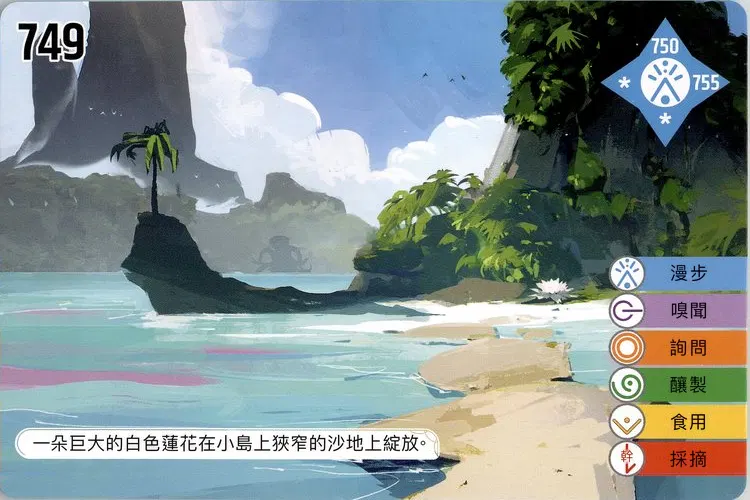 749
750
755
* *
漫步
嗅聞
詢問
釀製
食用
幹 採摘
一朵巨大的白色蓮花在小島上狹窄的沙地上綻放。